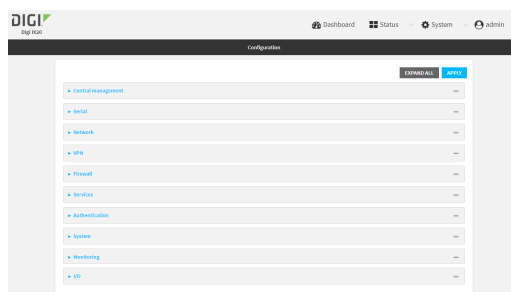 DIGI
Digi IX20
Dashboard Status System admin
Configuration
EXPAND ALL APPLY
Central management
Serial
Network
VPN
Firewall
Services
Authentication
System
Monitoring
I/O